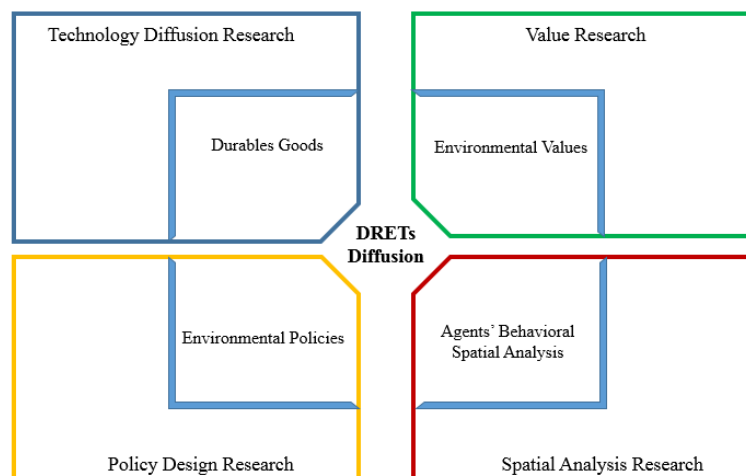 Technology Diffusion Research
Value Research
Durables Goods
Environmental Values
DRETs
Diffusion
Environmental Policies
Agents’ Behavioral
Spatial Analysis
Policy Design Research
Spatial Analysis Research